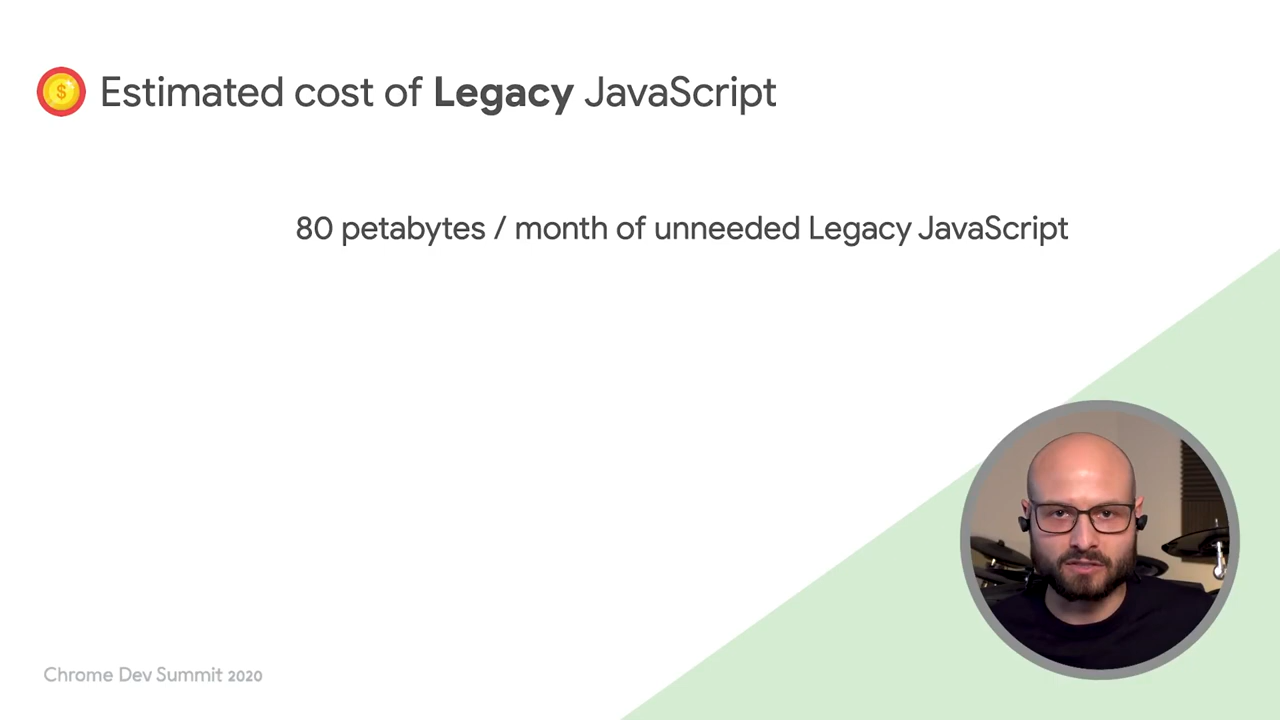 $ Estimated cost of Legacy JavaScript
80 petabytes / month of unneeded Legacy JavaScript
Chrome Dev Summit 2020